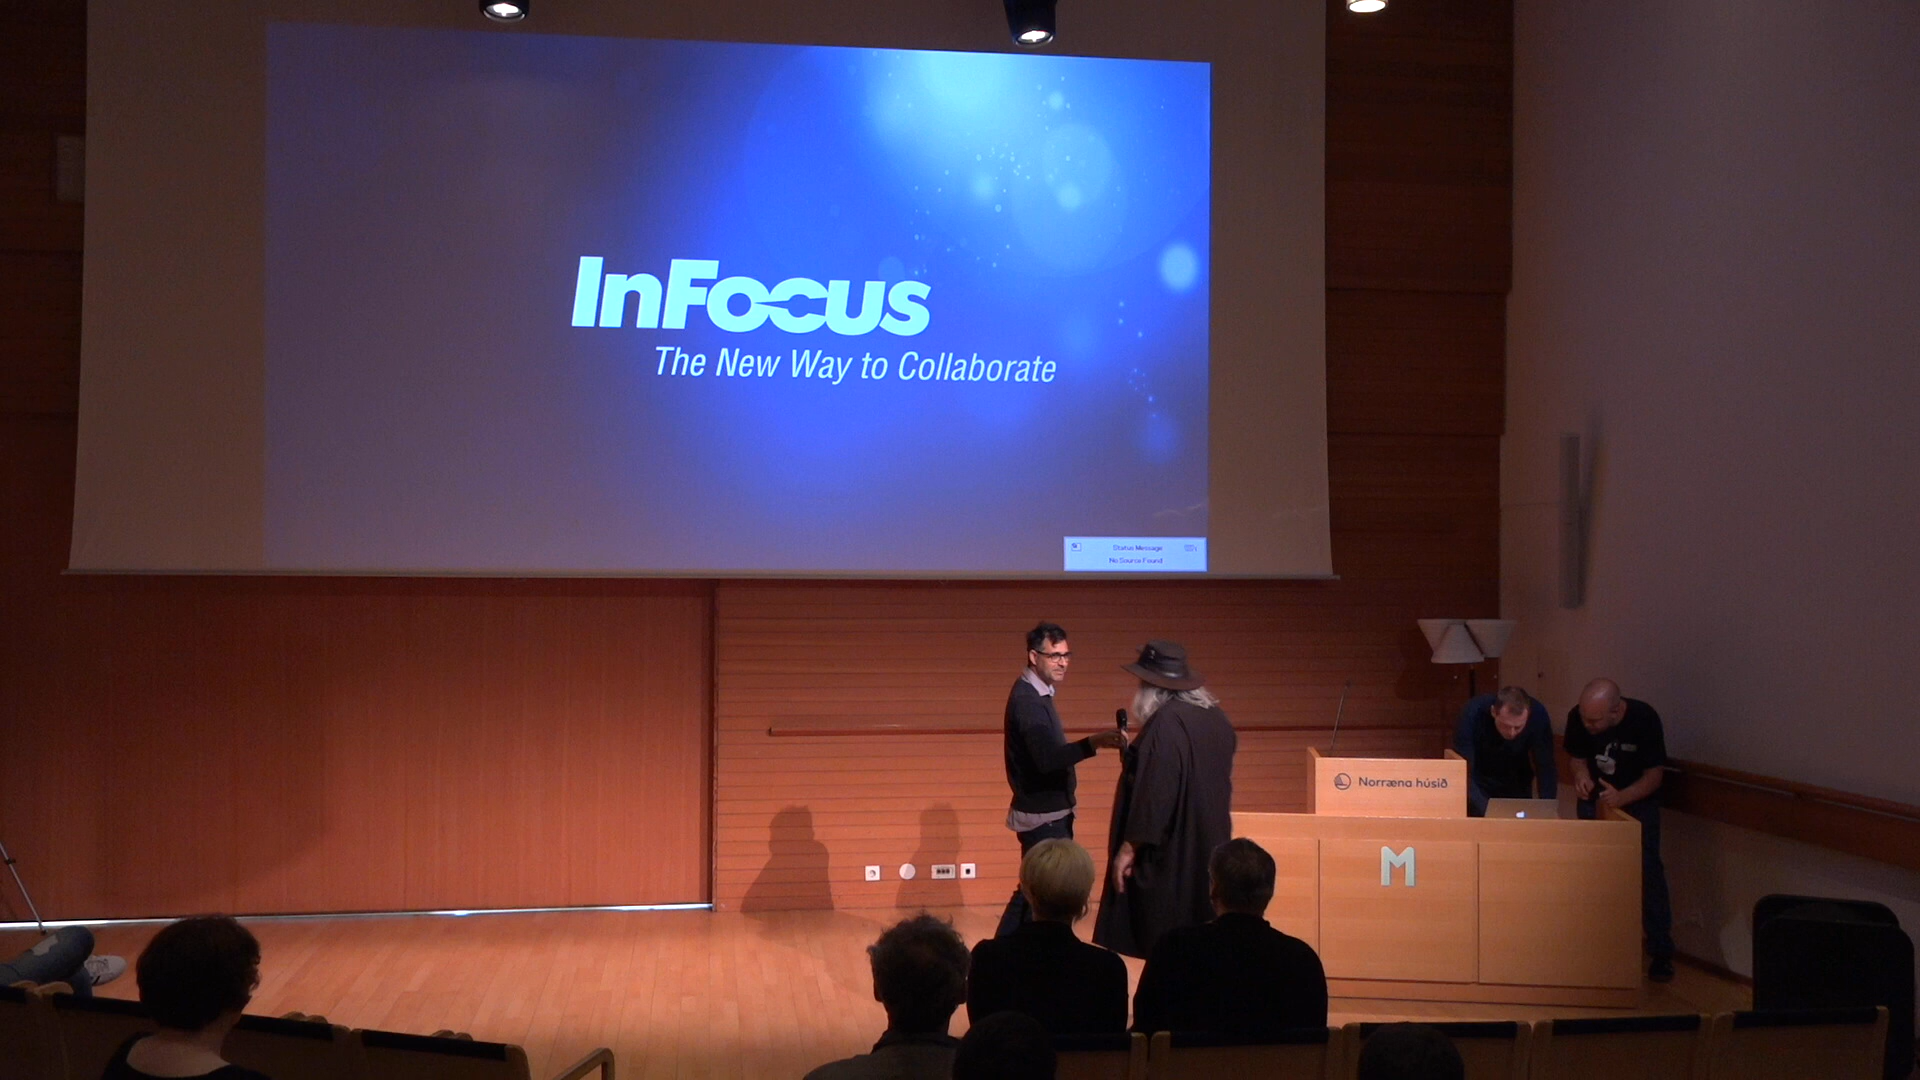 InFocus
The New Way to Collaborate
Status Message
No Source Found
Norræna húsið
M